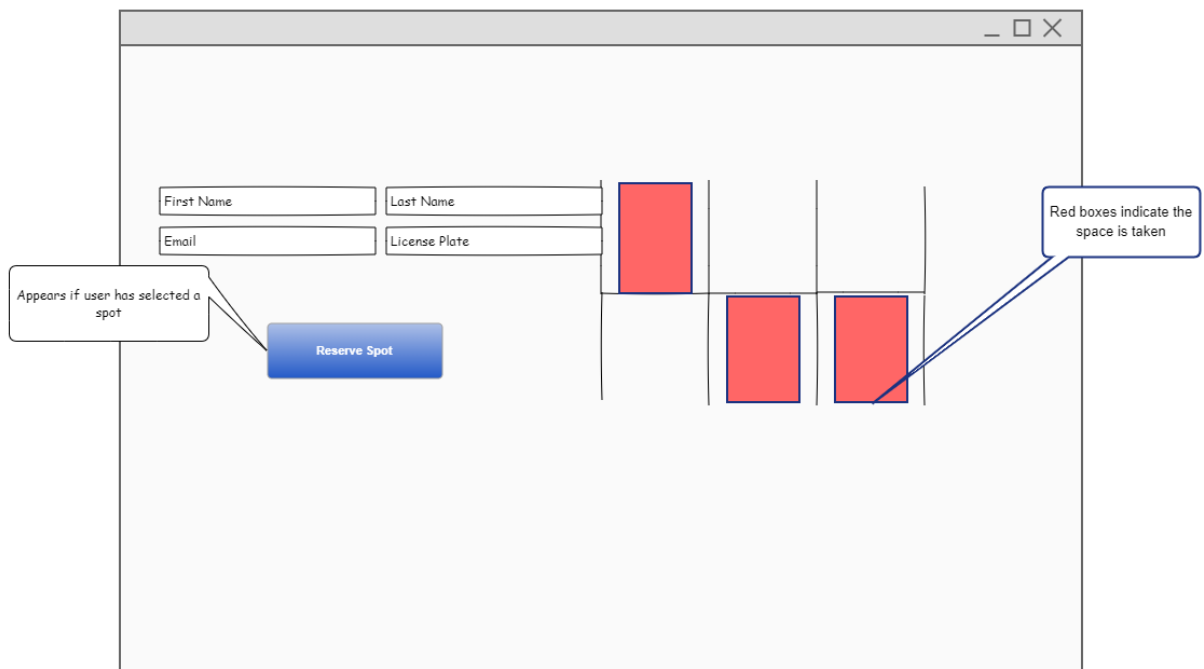 First Name
Last Name
Email
License Plate
Appears if user has selected a
spot
Reserve Spot
Red boxes indicate the
space is taken